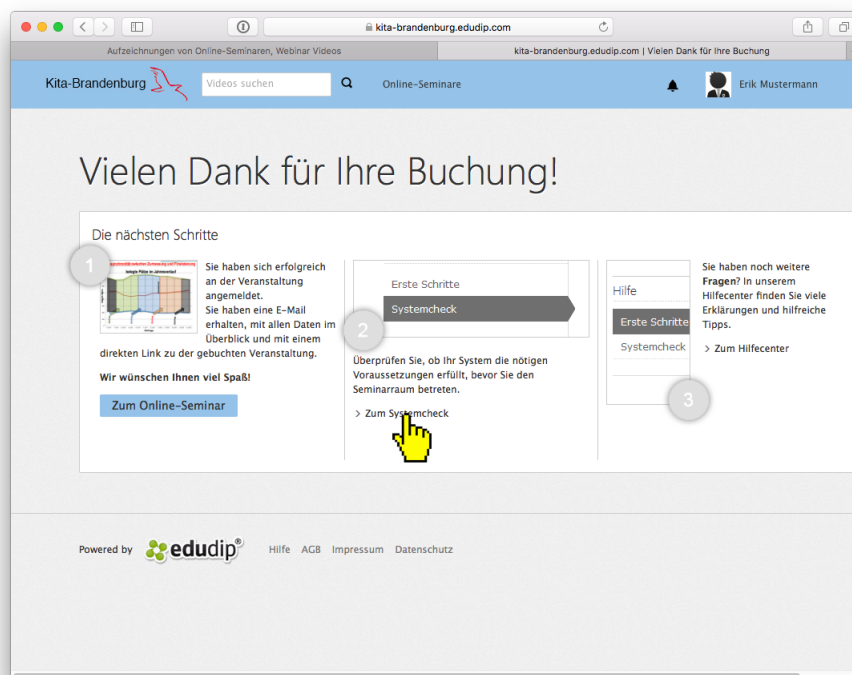 kita-brandenburg.edudip.com
Aufzeichnungen von Online-Seminaren, Webinar Videos
kita-brandenburg.edudip.com | Vielen Dank für Ihre Buchung
Kita-Brandenburg
Videos suchen
Online-Seminare
Erik Mustermann
Vielen Dank für Ihre Buchung!
Die nächsten Schritte
1
Sie haben sich erfolgreich
an der Veranstaltung
angemeldet.
Sie haben eine E-Mail
erhalten, mit allen Daten im
Überblick und mit einem
direkten Link zu der gebuchten Veranstaltung.
Wir wünschen Ihnen viel Spaß!
Zum Online-Seminar
Erste Schritte
Systemcheck
2
Überprüfen Sie, ob Ihr System die nötigen
Voraussetzungen erfüllt, bevor Sie den
Seminarraum betreten.
> Zum Systemcheck
Hilfe
Erste Schritte
Systemcheck
3
Sie haben noch weitere
Fragen? In unserem
Hilfecenter finden Sie viele
Erklärungen und hilfreiche
Tipps.
> Zum Hilfecenter
Powered by
edudip®
Hilfe AGB Impressum Datenschutz